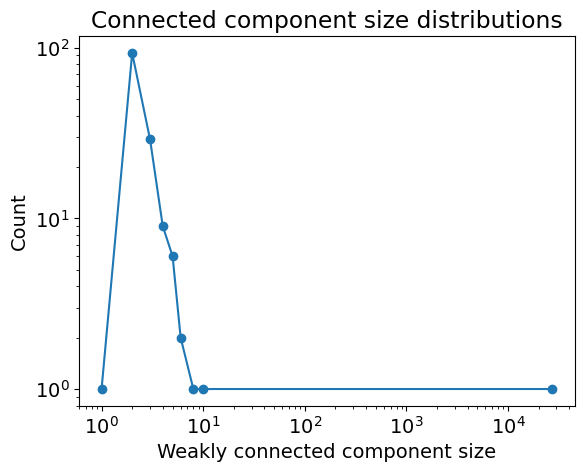 Connected component size distributions
Count
10²
10¹
10⁰
10⁰ 10¹ 10² 10³ 10⁴
Weakly connected component size